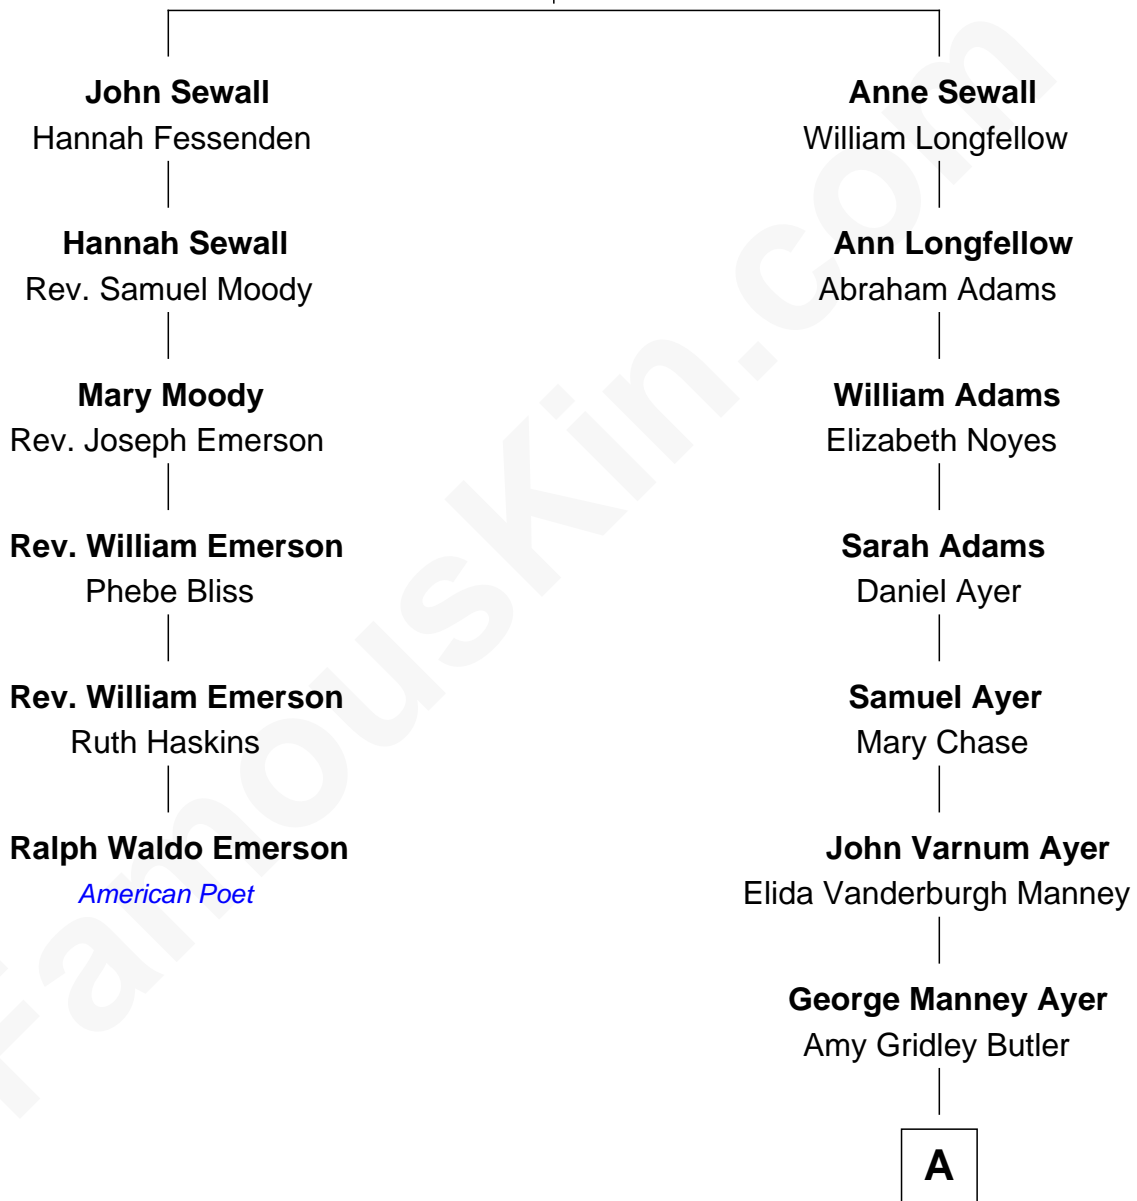 John Sewall
Hannah Fessenden
Hannah Sewall
Rev. Samuel Moody
Mary Moody
Rev. Joseph Emerson
Rev. William Emerson
Phebe Bliss
Rev. William Emerson
Ruth Haskins
Ralph Waldo Emerson
American Poet
Anne Sewall
William Longfellow
Ann Longfellow
Abraham Adams
William Adams
Elizabeth Noyes
Sarah Adams
Daniel Ayer
Samuel Ayer
Mary Chase
John Varnum Ayer
Elida Vanderburgh Manney
George Manney Ayer
Amy Gridley Butler
A
FamousKin.com